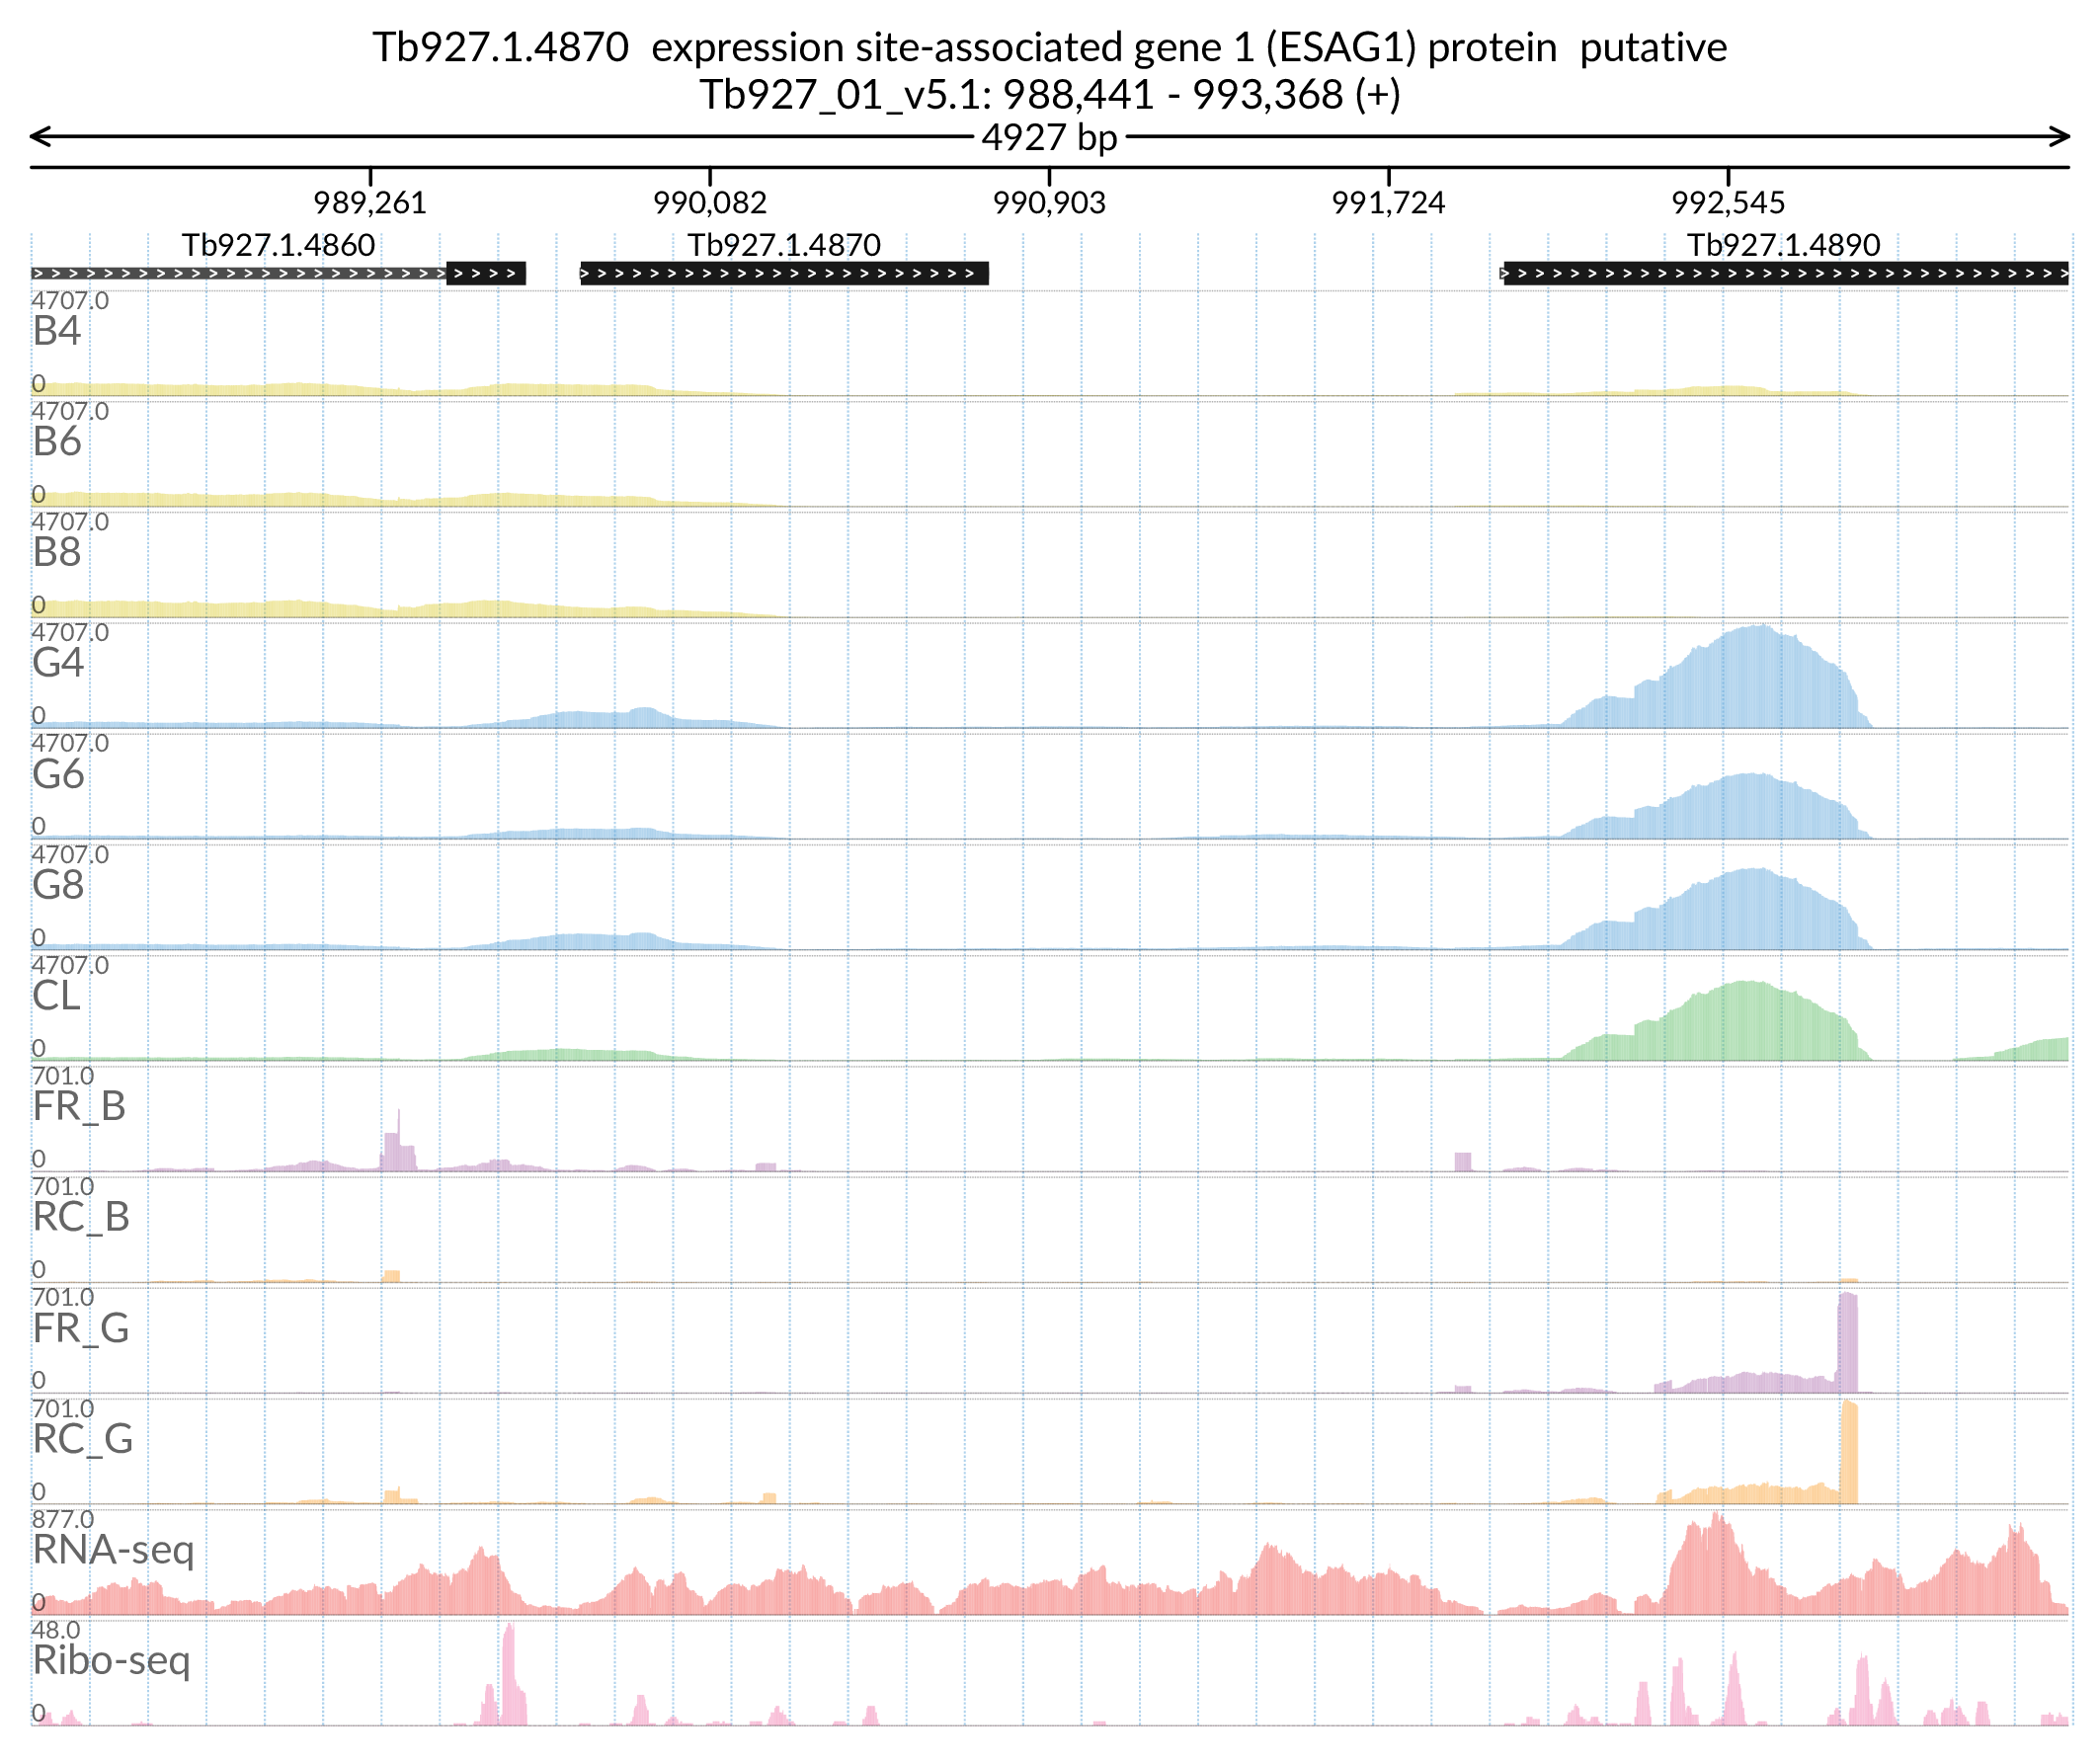 Tb927.1.4870  expression site-associated gene 1 (ESAG1) protein  putative
Tb927_01_v5.1: 988,441 - 993,368 (+)
4927 bp
989,261 990,082 990,903 991,724 992,545
Tb927.1.4860 Tb927.1.4870 Tb927.1.4890
4707.0
B4
0
4707.0
B6
0
4707.0
B8
0
4707.0
G4
0
4707.0
G6
0
4707.0
G8
0
4707.0
CL
0
701.0
FR_B
0
701.0
RC_B
0
701.0
FR_G
0
701.0
RC_G
0
877.0
RNA-seq
0
48.0
Ribo-seq
0